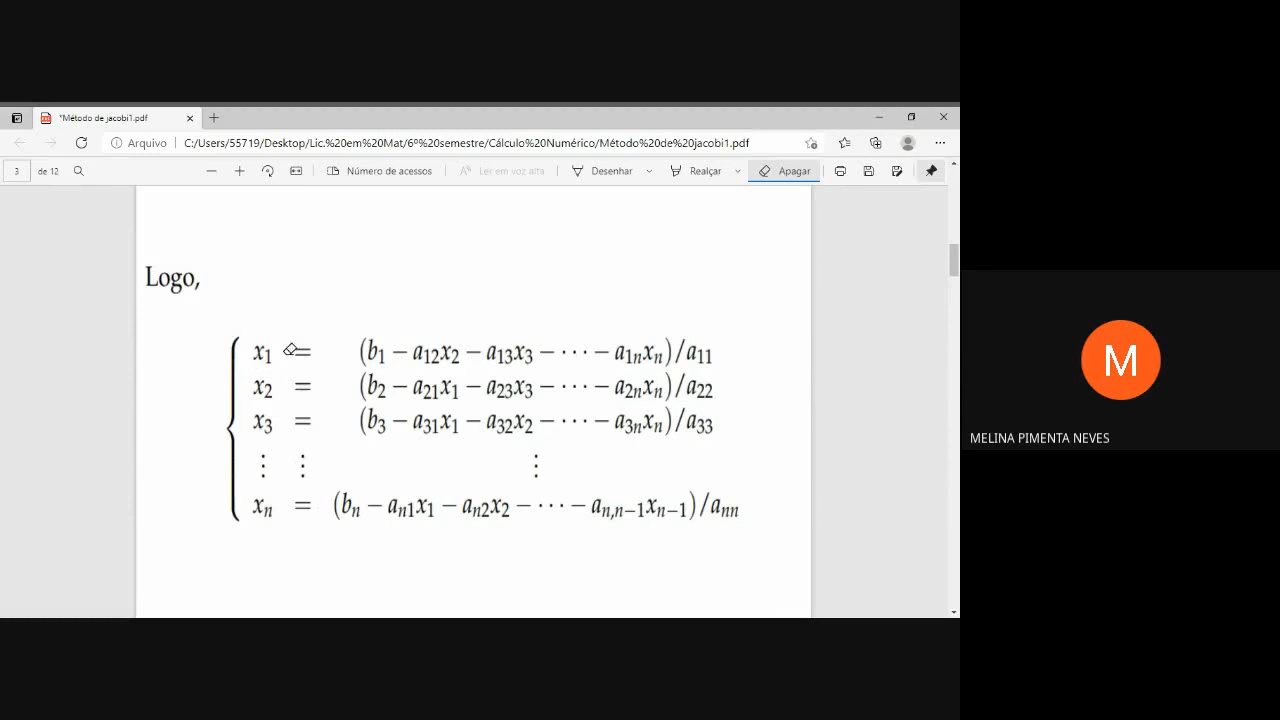 *Método de jacobi1.pdf
Arquivo C:/Users/55719/Desktop/Lic.%20em%20Mat/6º%20semestre/Cálculo%20Numérico/Método%20de%20jacobi1.pdf
3 de 12 Número de acessos Ler em voz alta Desenhar Realçar Apagar
Logo,
x₁ = (b₁ − a₁₂x₂ − a₁₃x₃ − ⋯ − a₁ₙxₙ)/a₁₁
x₂ = (b₂ − a₂₁x₁ − a₂₃x₃ − ⋯ − a₂ₙxₙ)/a₂₂
x₃ = (b₃ − a₃₁x₁ − a₃₂x₂ − ⋯ − a₃ₙxₙ)/a₃₃
⋮ ⋮ ⋮
xₙ = (bₙ − aₙ₁x₁ − aₙ₂x₂ − ⋯ − aₙ,ₙ₋₁xₙ₋₁)/aₙₙ
M
MELINA PIMENTA NEVES